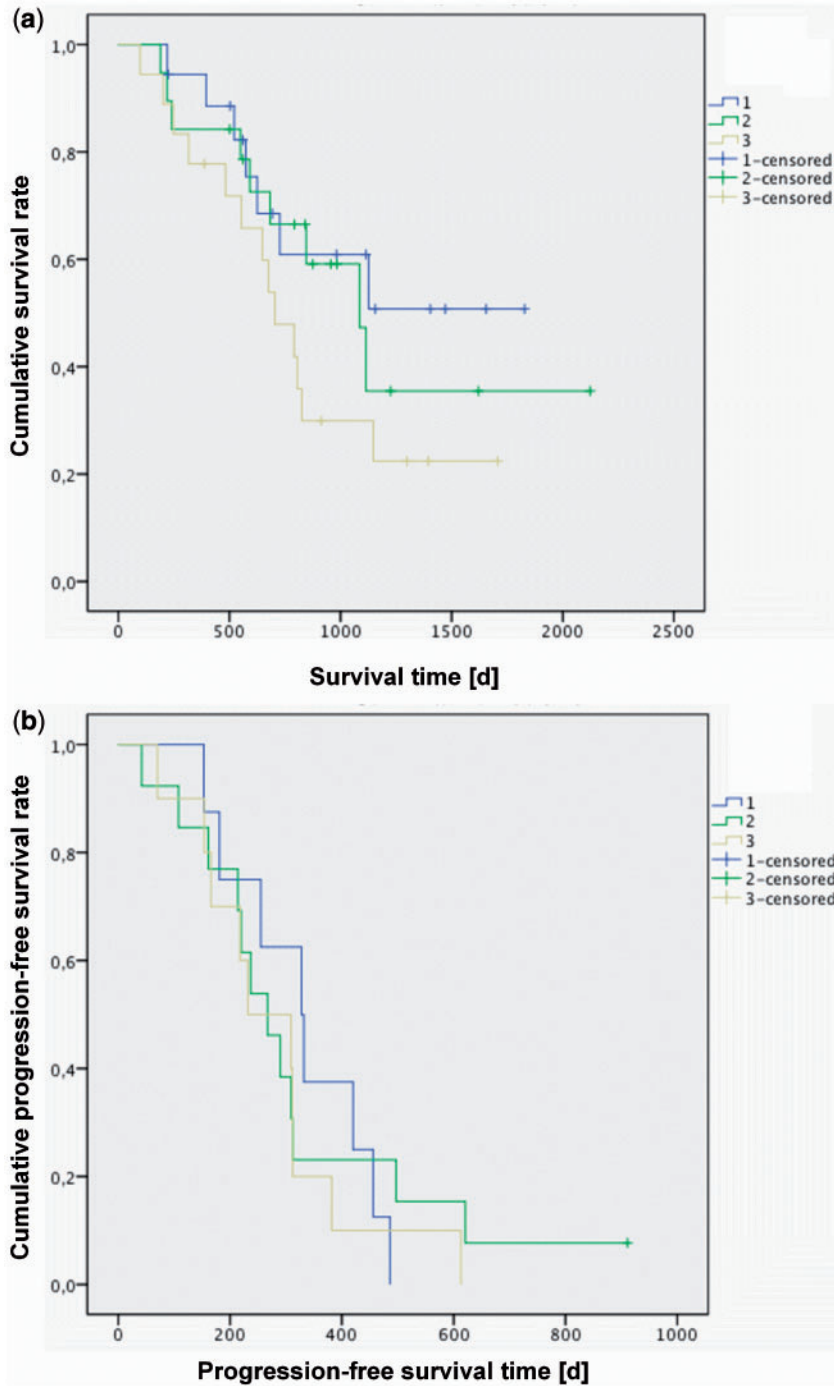 (a)
Cumulative survival rate
1,0
0,8
0,6
0,4
0,2
0,0
0 500 1000 1500 2000 2500
Survival time [d]
1
2
3
1-censored
2-censored
3-censored
(b)
Cumulative progression-free survival rate
1,0
0,8
0,6
0,4
0,2
0,0
0 200 400 600 800 1000
Progression-free survival time [d]
1
2
3
1-censored
2-censored
3-censored